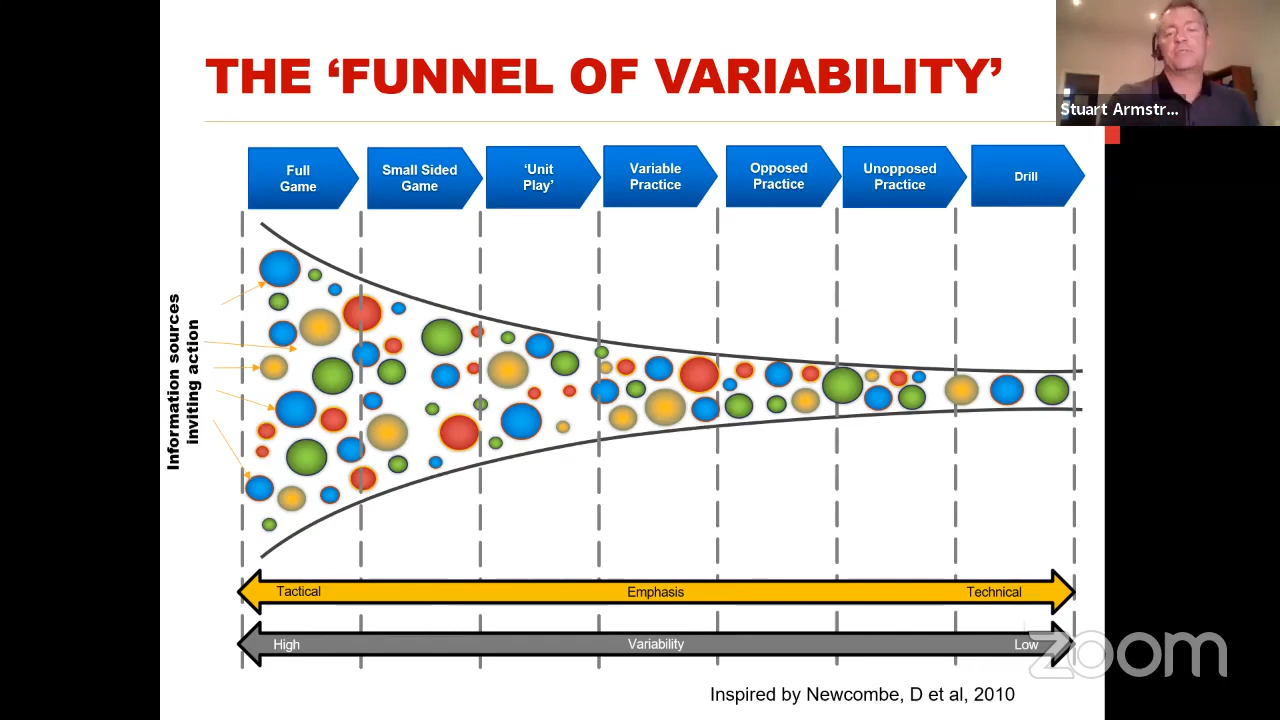 THE ‘FUNNEL OF VARIABILITY’
Stuart Armstr...
Full
Game
Small Sided
Game
‘Unit
Play’
Variable
Practice
Opposed
Practice
Unopposed
Practice
Drill
Information sources
inviting action
Tactical
Emphasis
Technical
High
Variability
Low
zoom
Inspired by Newcombe, D et al, 2010